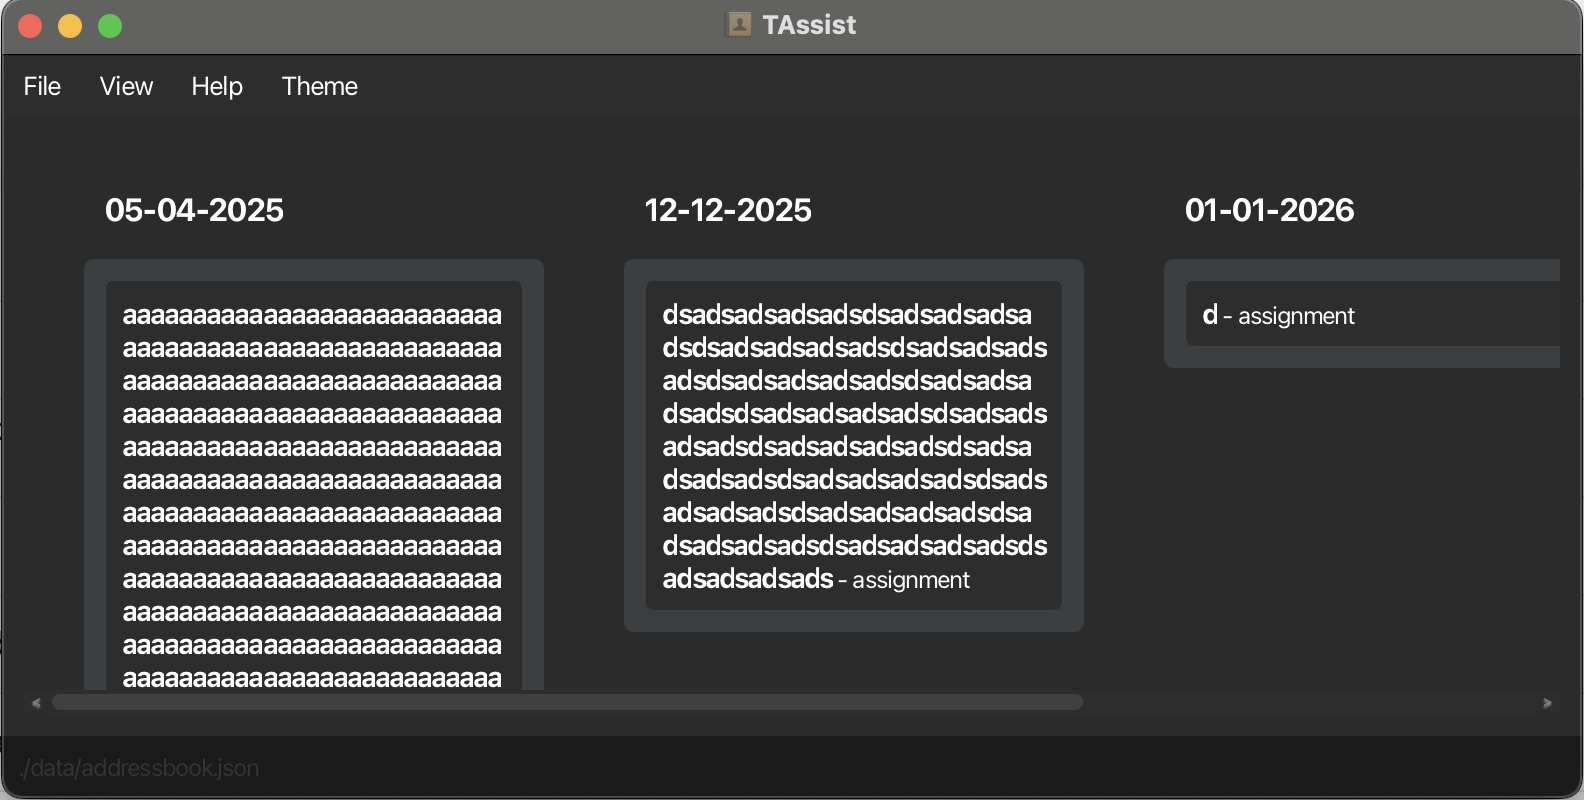 TAssist
File View Help Theme
05-04-2025
aaaaaaaaaaaaaaaaaaaaaaaaaaa
aaaaaaaaaaaaaaaaaaaaaaaaaaa
aaaaaaaaaaaaaaaaaaaaaaaaaaa
aaaaaaaaaaaaaaaaaaaaaaaaaaa
aaaaaaaaaaaaaaaaaaaaaaaaaaa
aaaaaaaaaaaaaaaaaaaaaaaaaaa
aaaaaaaaaaaaaaaaaaaaaaaaaaa
aaaaaaaaaaaaaaaaaaaaaaaaaaa
aaaaaaaaaaaaaaaaaaaaaaaaaaa
aaaaaaaaaaaaaaaaaaaaaaaaaaa
aaaaaaaaaaaaaaaaaaaaaaaaaaa
aaaaaaaaaaaaaaaaaaaaaaaaaaa
12-12-2025
dsadsadsadsadsdsadsadsadsa
dsdsadsadsadsadsdsadsadsads
adsdsadsadsadsadsdsadsadsa
dsadsdsadsadsadsadsdsadsads
adsadsdsadsadsadsadsdsadsa
dsadsadsdsadsadsadsadsdsads
adsadsadsdsadsadsadsadsdsa
dsadsadsadsdsadsadsadsadsds
adsadsadsads - assignment
01-01-2026
d - assignment
./data/addressbook.json